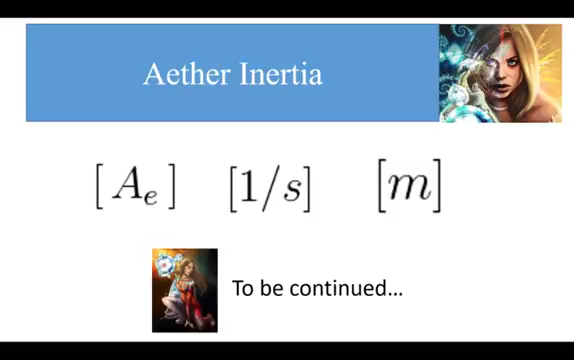 Aether Inertia
[ Aₑ ] [1/s] [m]
To be continued...